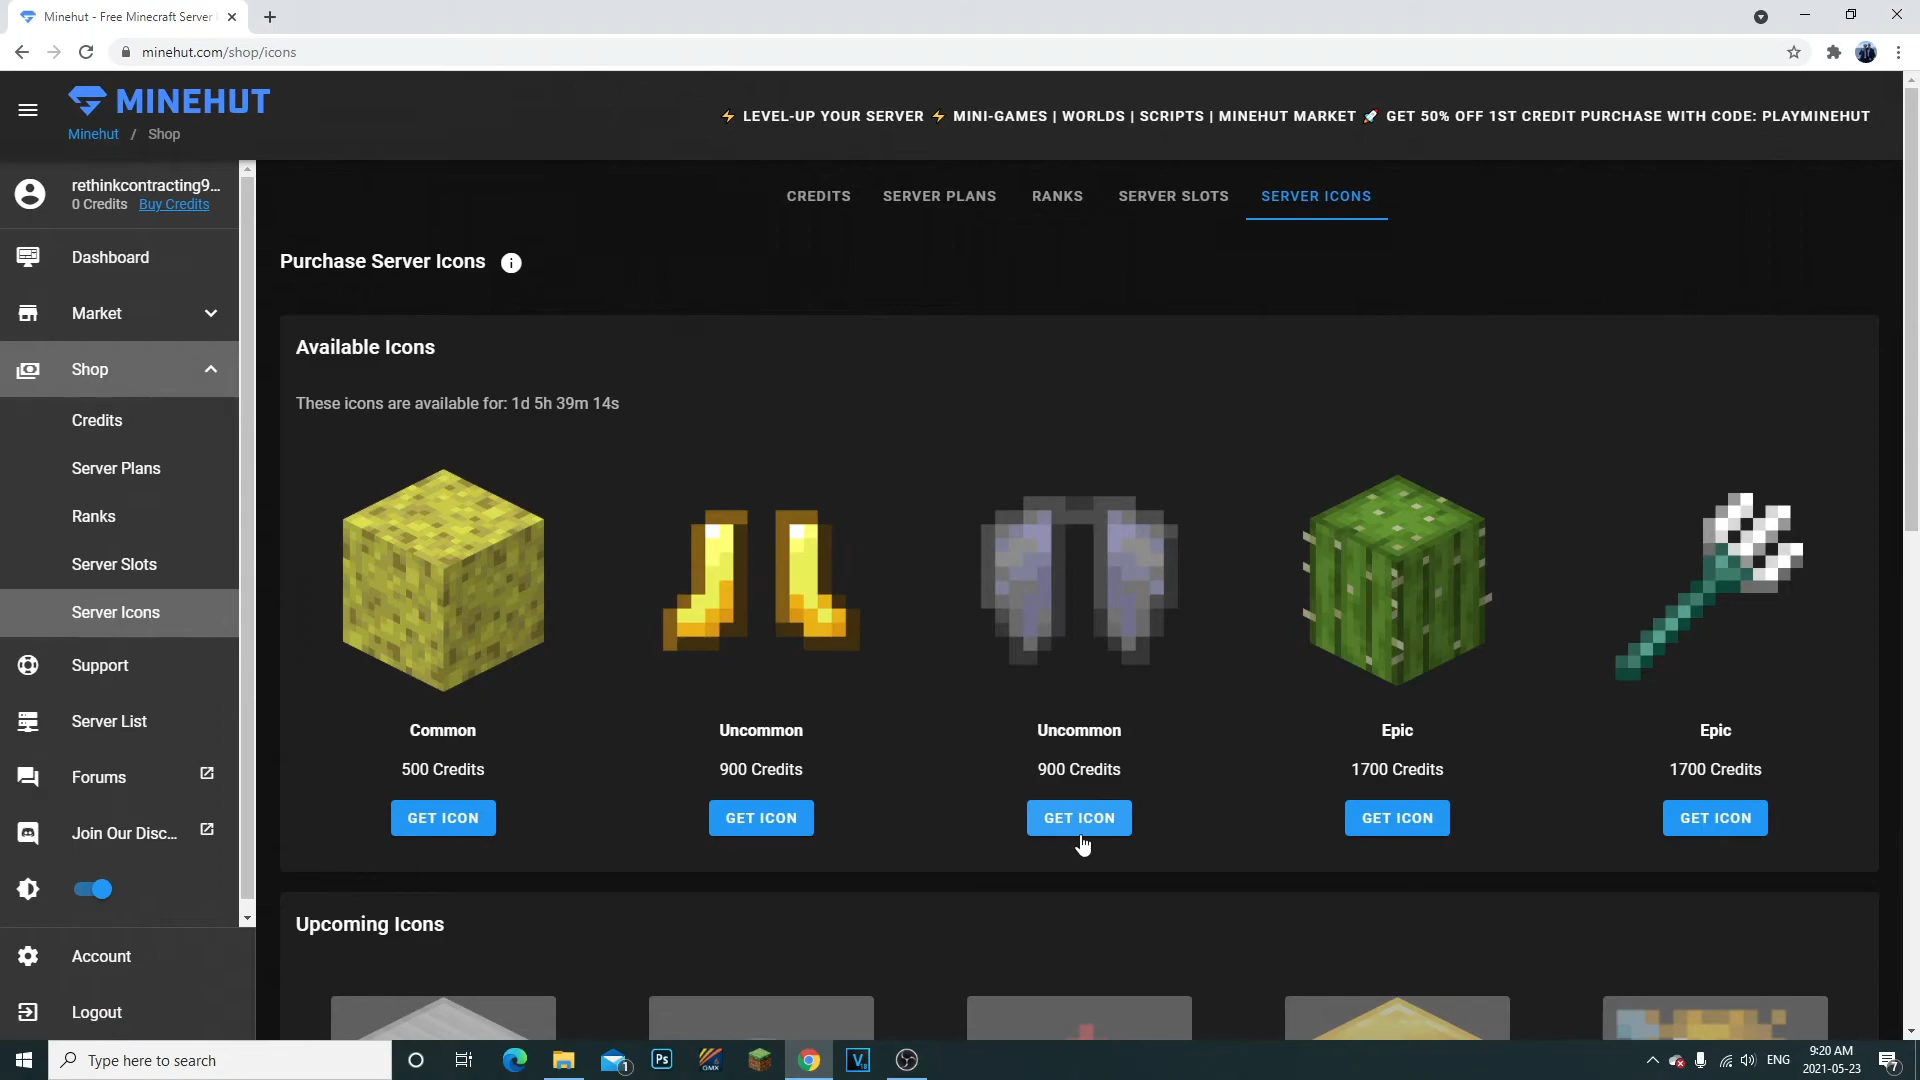 Minehut - Free Minecraft Server
minehut.com/shop/icons
MINEHUT
Minehut / Shop
⚡ LEVEL-UP YOUR SERVER ⚡ MINI-GAMES | WORLDS | SCRIPTS | MINEHUT MARKET 🚀 GET 50% OFF 1ST CREDIT PURCHASE WITH CODE: PLAYMINEHUT
rethinkcontracting9...
0 Credits Buy Credits
Dashboard
Market
Shop
Credits
Server Plans
Ranks
Server Slots
Server Icons
Support
Server List
Forums
Join Our Disc...
Account
Logout
CREDITS SERVER PLANS RANKS SERVER SLOTS SERVER ICONS
Purchase Server Icons i
Available Icons
These icons are available for: 1d 5h 39m 14s
Common Uncommon Uncommon Epic Epic
500 Credits 900 Credits 900 Credits 1700 Credits 1700 Credits
GET ICON GET ICON GET ICON GET ICON GET ICON
Upcoming Icons
Type here to search
1
Ps
GMX
V
ENG
9:20 AM
2021-05-23
7